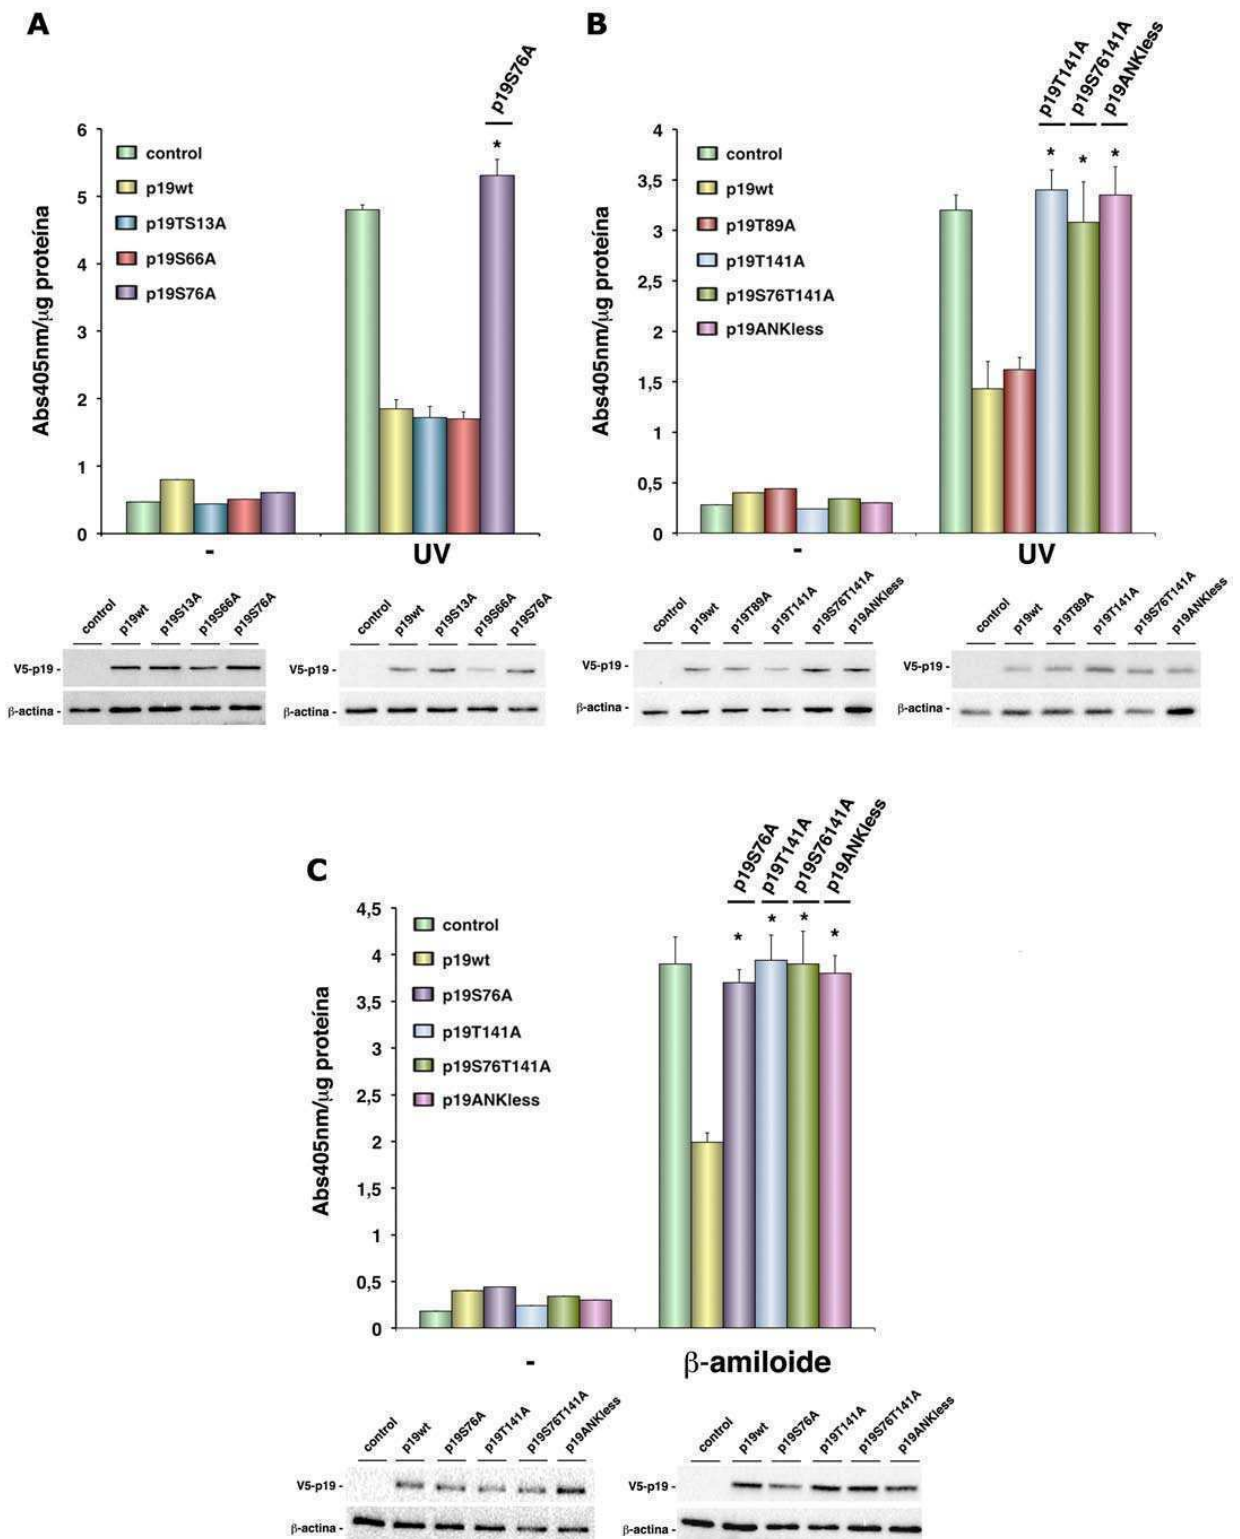 A
p19S76A
*
6
5
4
3
2
1
0
Abs405nm/µg proteína
control
p19wt
p19TS13A
p19S66A
p19S76A
-
UV
control
p19wt
p19S13A
p19S66A
p19S76A
V5-p19 -
β-actina -
control
p19wt
p19S13A
p19S66A
p19S76A
V5-p19 -
β-actina -
B
p19T141A
p19S76141A
p19ANKless
* * *
4
3,5
3
2,5
2
1,5
1
0,5
0
Abs405nm/µg proteína
control
p19wt
p19T89A
p19T141A
p19S76T141A
p19ANKless
-
UV
control
p19wt
p19T89A
p19T141A
p19S76T141A
p19ANKless
V5-p19 -
β-actina -
control
p19wt
p19T89A
p19T141A
p19S76T141A
p19ANKless
V5-p19 -
β-actina -
C
p19S76A
p19T141A
p19S76141A
p19ANKless
* * * *
4,5
4
3,5
3
2,5
2
1,5
1
0,5
0
Abs405nm/µg proteína
control
p19wt
p19S76A
p19T141A
p19S76T141A
p19ANKless
-
β-amiloide
control
p19wt
p19S76A
p19T141A
p19S76T141A
p19ANKless
V5-p19 -
β-actina -
control
p19wt
p19S76A
p19T141A
p19S76T141A
p19ANKless
V5-p19 -
β-actina -